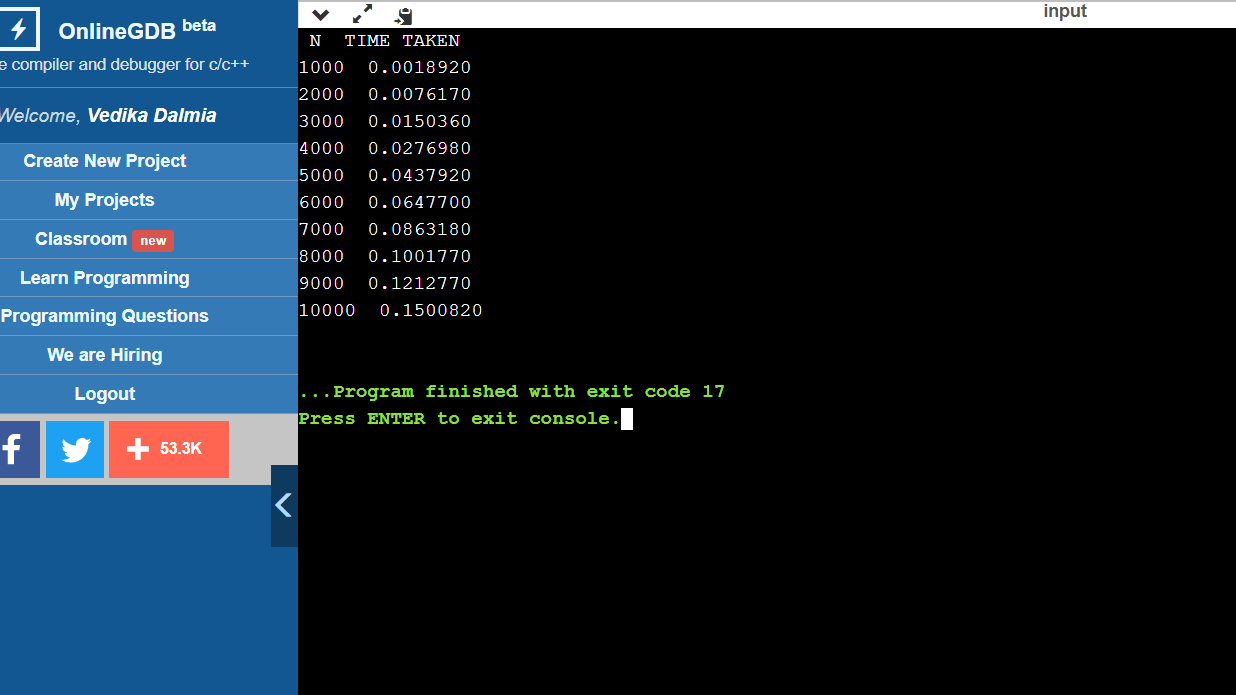 OnlineGDB beta
e compiler and debugger for c/c++
Welcome, Vedika Dalmia
Create New Project
My Projects
Classroom new
Learn Programming
Programming Questions
We are Hiring
Logout
53.3K
input
N TIME TAKEN
1000 0.0018920
2000 0.0076170
3000 0.0150360
4000 0.0276980
5000 0.0437920
6000 0.0647700
7000 0.0863180
8000 0.1001770
9000 0.1212770
10000 0.1500820
...Program finished with exit code 17
Press ENTER to exit console.